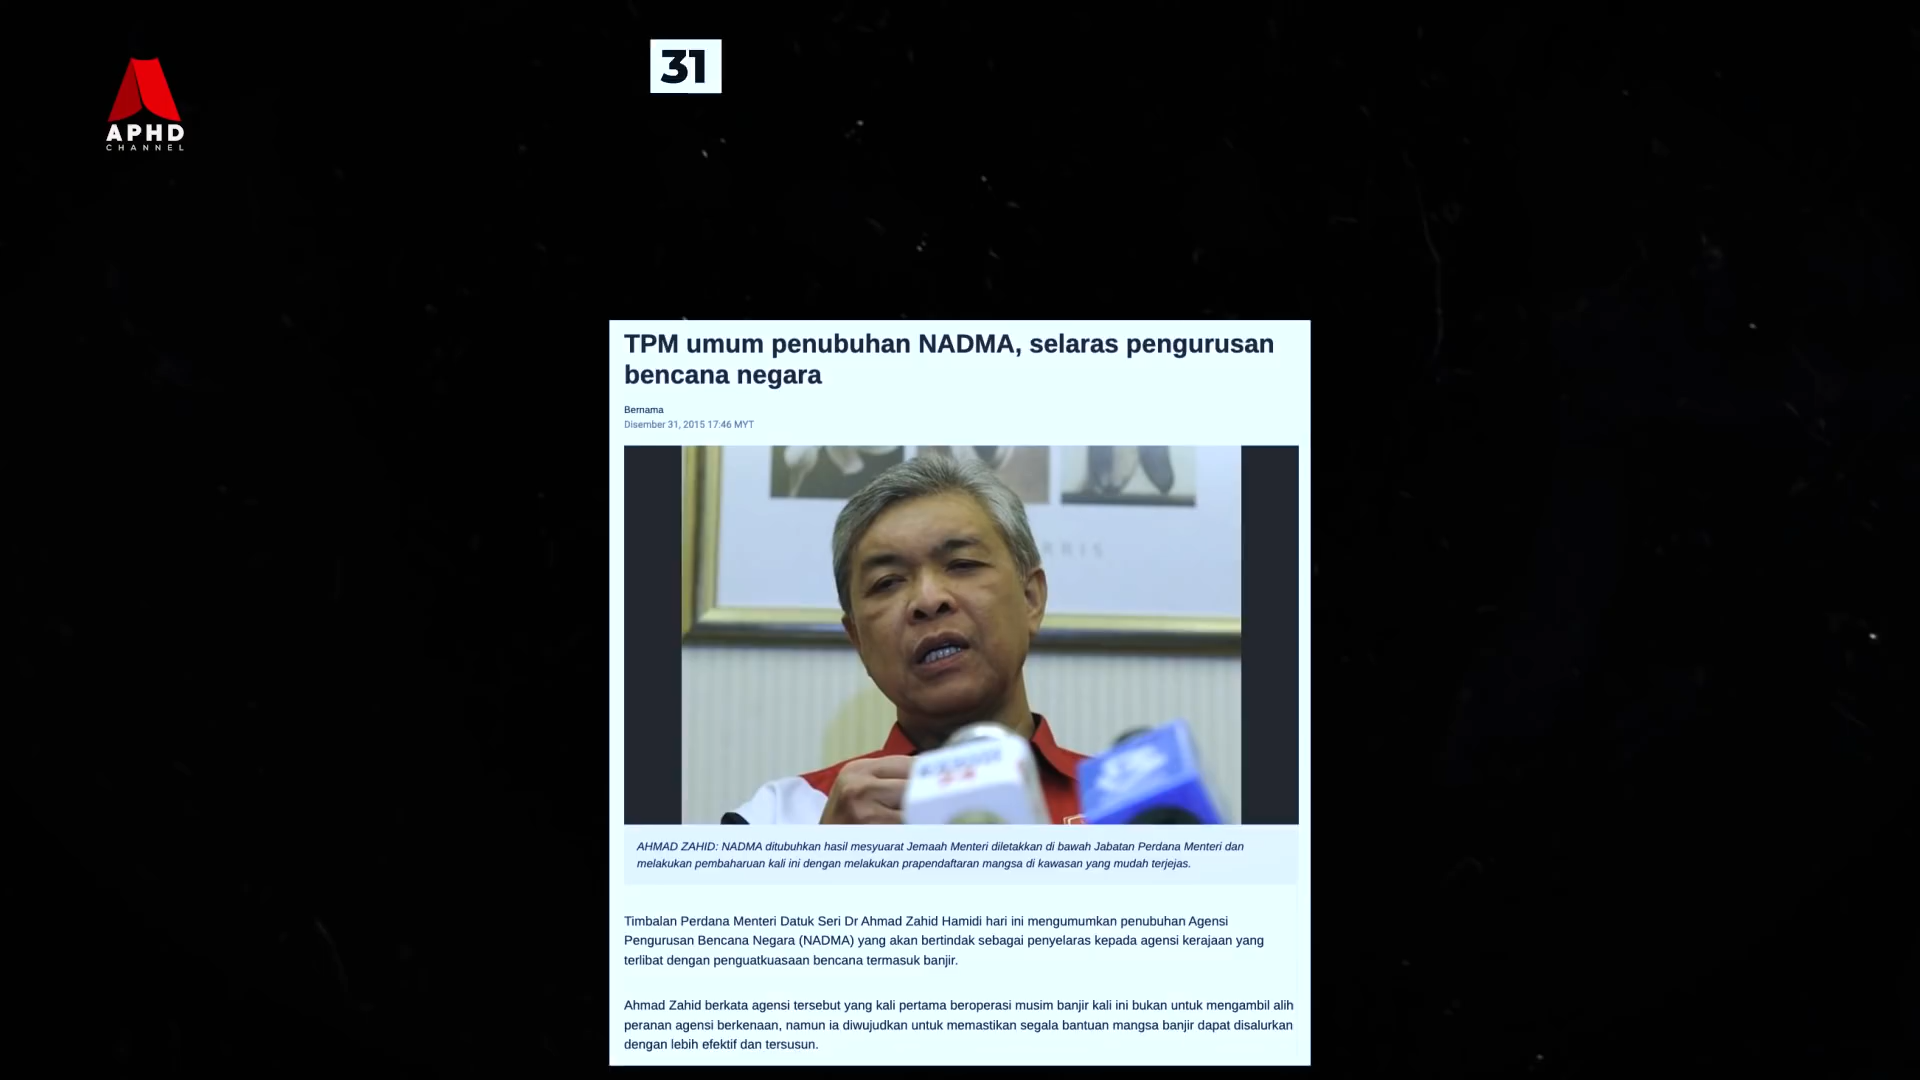 31
APHD
CHANNEL
TPM umum penubuhan NADMA, selaras pengurusan
bencana negara
Bernama
Disember 31, 2015 17:46 MYT
AHMAD ZAHID: NADMA ditubuhkan hasil mesyuarat Jemaah Menteri diletakkan di bawah Jabatan Perdana Menteri dan
melakukan pembaharuan kali ini dengan melakukan prapendaftaran mangsa di kawasan yang mudah terjejas.
Timbalan Perdana Menteri Datuk Seri Dr Ahmad Zahid Hamidi hari ini mengumumkan penubuhan Agensi
Pengurusan Bencana Negara (NADMA) yang akan bertindak sebagai penyelaras kepada agensi kerajaan yang
terlibat dengan penguatkuasaan bencana termasuk banjir.
Ahmad Zahid berkata agensi tersebut yang kali pertama beroperasi musim banjir kali ini bukan untuk mengambil alih
peranan agensi berkenaan, namun ia diwujudkan untuk memastikan segala bantuan mangsa banjir dapat disalurkan
dengan lebih efektif dan tersusun.